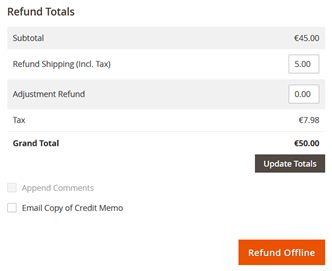 Refund Totals
Subtotal €45.00
Refund Shipping (Incl. Tax) 5.00
Adjustment Refund 0.00
Tax €7.98
Grand Total €50.00
Update Totals
Append Comments
Email Copy of Credit Memo
Refund Offline